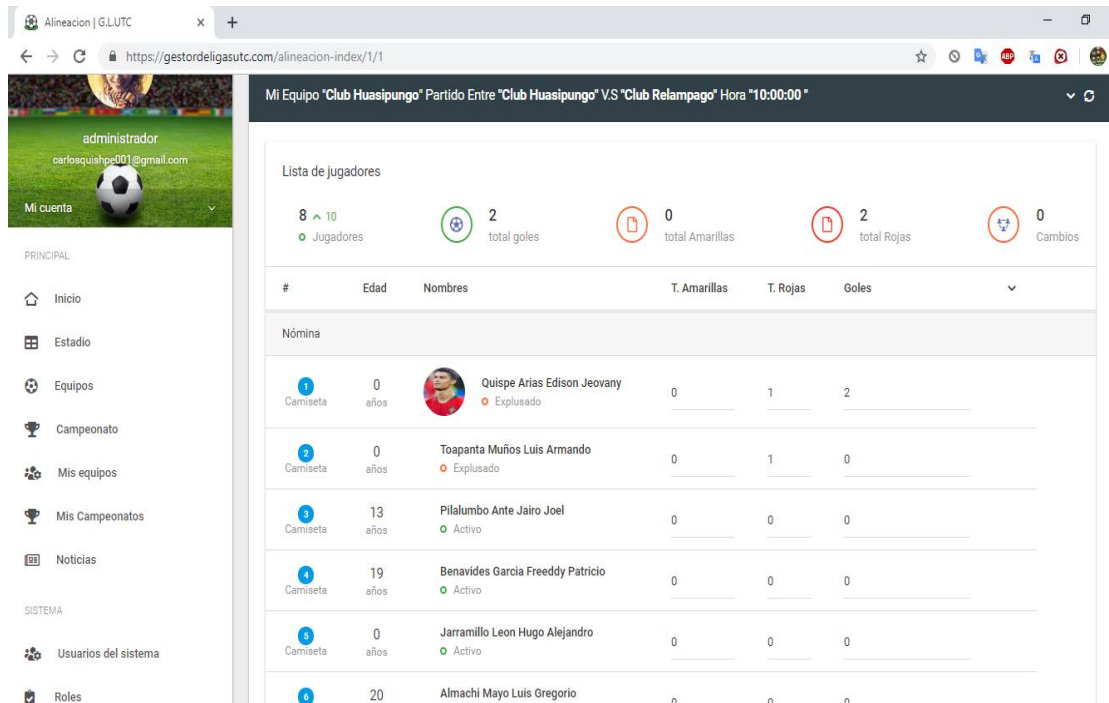 Alineacion | G.L.UTC
https://gestordeligasutc.com/alineacion-index/1/1
ABP
administrador
carlosquishpe001@gmail.com
Mi cuenta
PRINCIPAL
Inicio
Estadio
Equipos
Campeonato
Mis equipos
Mis Campeonatos
Noticias
SISTEMA
Usuarios del sistema
Roles
Mi Equipo "Club Huasipungo" Partido Entre "Club Huasipungo" V.S "Club Relampago" Hora "10:00:00 "
Lista de jugadores
8 10 2 0 2 0
Jugadores total goles total Amarillas total Rojas Cambios
# Edad Nombres T. Amarillas T. Rojas Goles
Nómina
1 0 Quispe Arias Edison Jeovany 0 1 2
Camiseta años Explusado
2 0 Toapanta Muños Luis Armando 0 1 0
Camiseta años Explusado
3 13 Pilalumbo Ante Jairo Joel 0 0 0
Camiseta años Activo
4 19 Benavides Garcia Freeddy Patricio 0 0 0
Camiseta años Activo
5 0 Jarramillo Leon Hugo Alejandro 0 0 0
Camiseta años Activo
6 20 Almachi Mayo Luis Gregorio 0 0 0